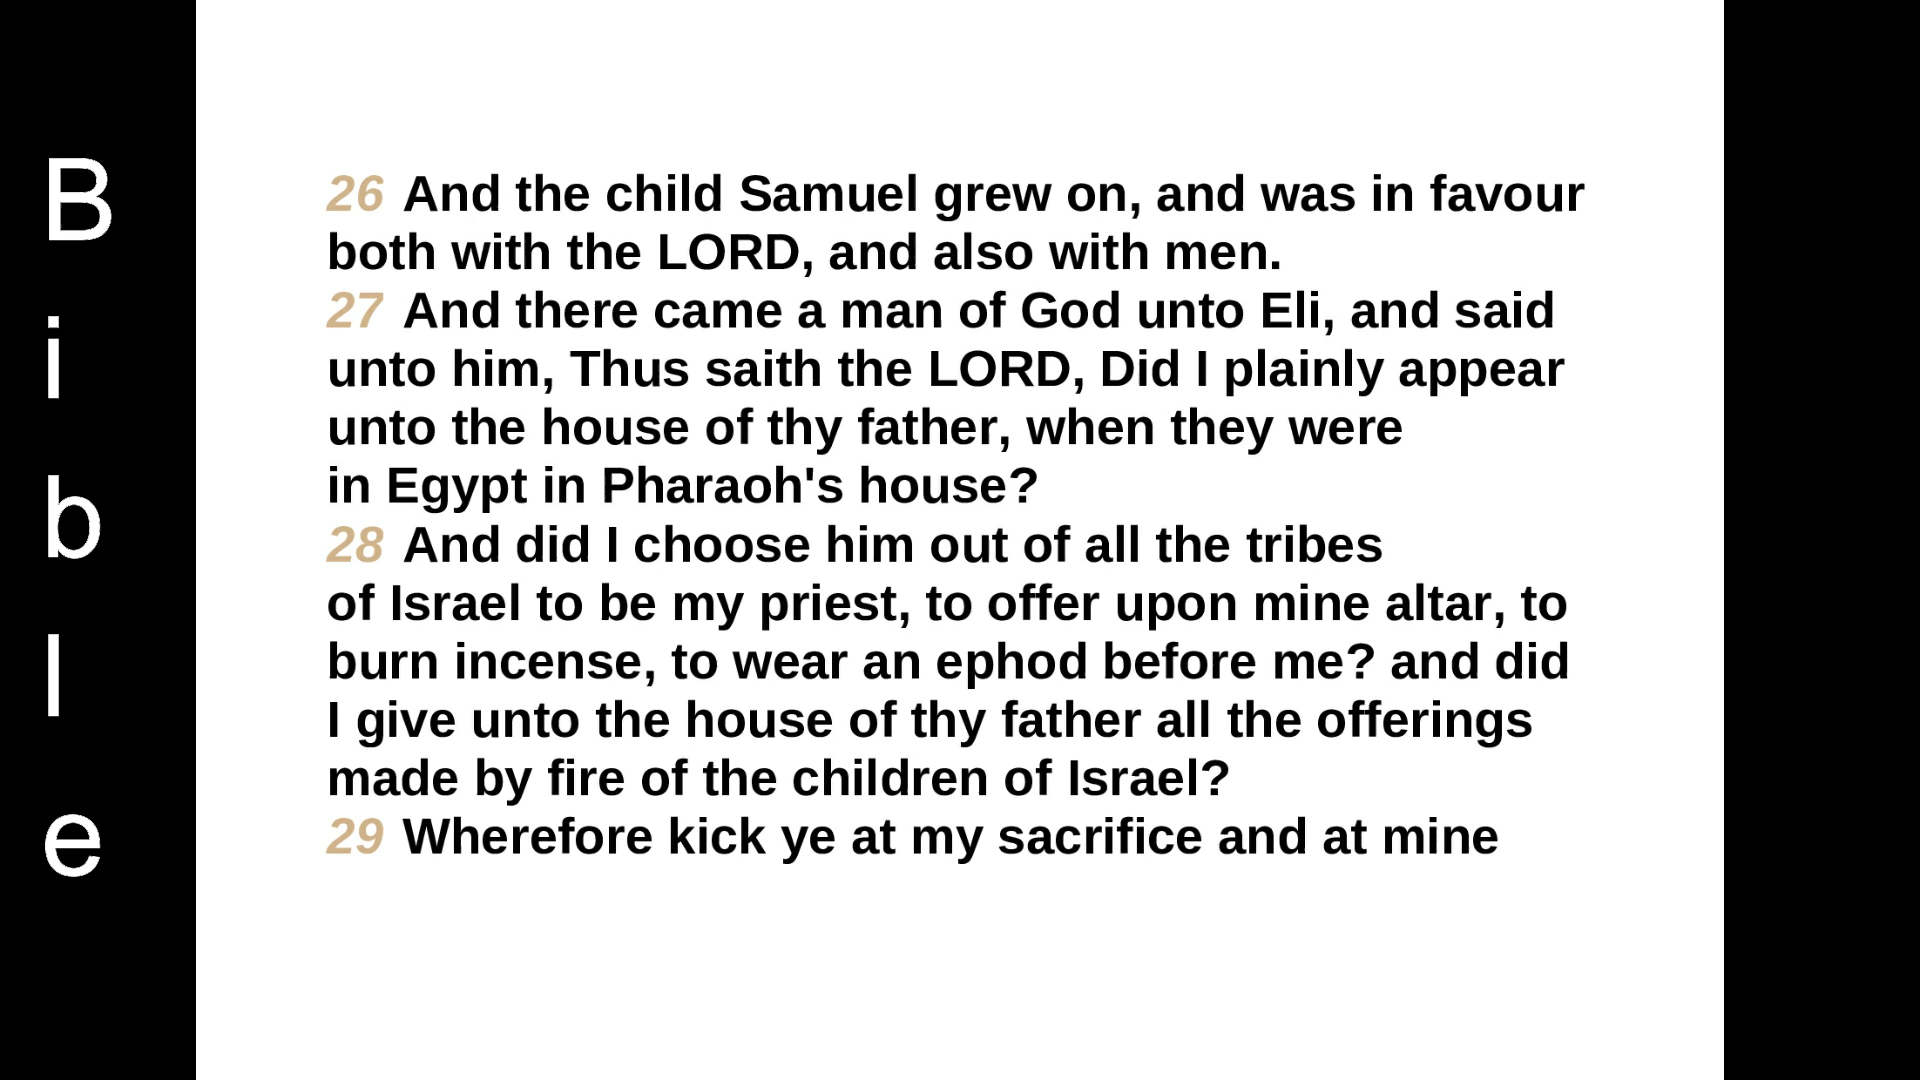 B
i
b
l
e
26 And the child Samuel grew on, and was in favour
both with the LORD, and also with men.
27 And there came a man of God unto Eli, and said
unto him, Thus saith the LORD, Did I plainly appear
unto the house of thy father, when they were
in Egypt in Pharaoh's house?
28 And did I choose him out of all the tribes
of Israel to be my priest, to offer upon mine altar, to
burn incense, to wear an ephod before me? and did
I give unto the house of thy father all the offerings
made by fire of the children of Israel?
29 Wherefore kick ye at my sacrifice and at mine